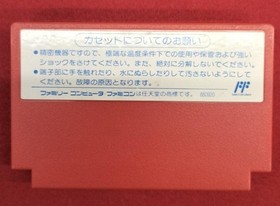 カセットについてのお願い
●精密機器ですので、極端な温度条件下での使用や保管および強い
ショックをさけてください。また、絶対に分解しないでください。
●端子部に手を触れたり、水にぬらしたりして汚さないようにして
ください。故障の原因となります。
ファミリーコンピュータ・ファミコンは任天堂の商標です。
FF